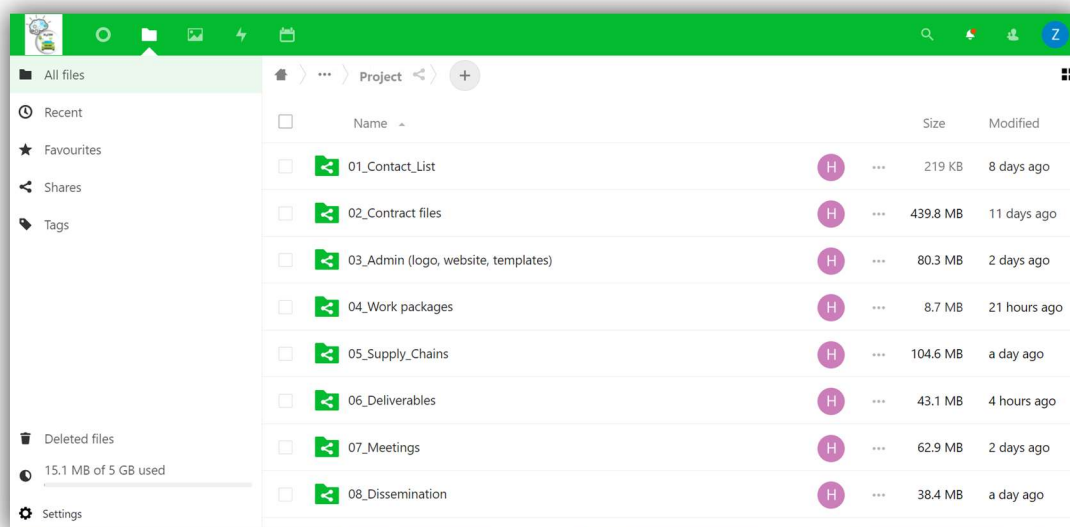 Z
All files
Recent
Favourites
Shares
Tags
Deleted files
15.1 MB of 5 GB used
Settings
... Project +
Name Size Modified
01_Contact_List H ... 219 KB 8 days ago
02_Contract files H ... 439.8 MB 11 days ago
03_Admin (logo, website, templates) H ... 80.3 MB 2 days ago
04_Work packages H ... 8.7 MB 21 hours ago
05_Supply_Chains H ... 104.6 MB a day ago
06_Deliverables H ... 43.1 MB 4 hours ago
07_Meetings H ... 62.9 MB 2 days ago
08_Dissemination H ... 38.4 MB a day ago